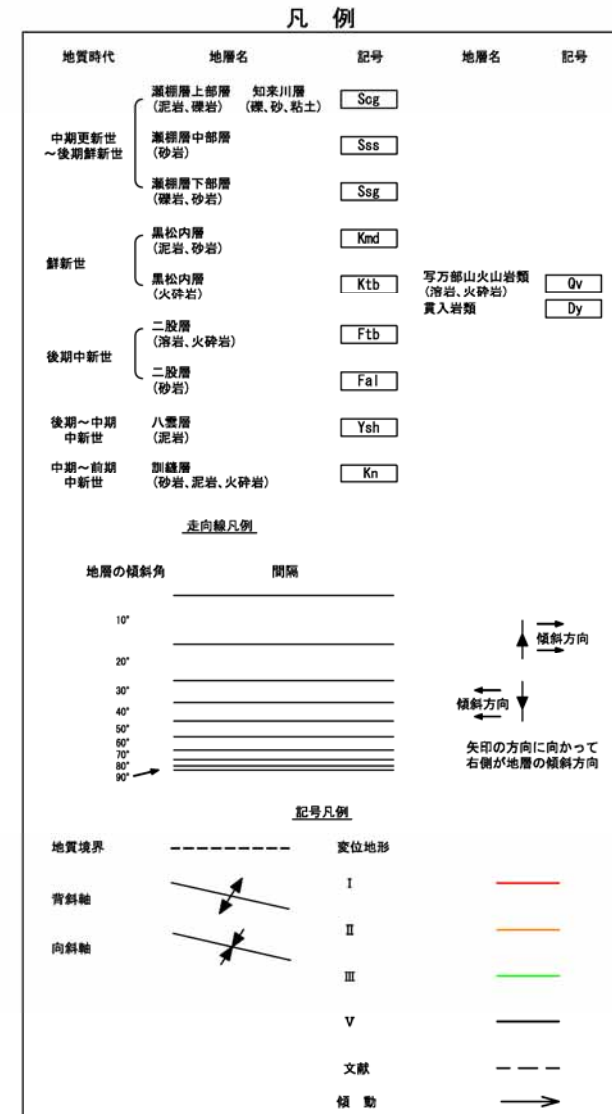 凡 例
地質時代 地層名 記号 地層名 記号
瀬棚層上部層 知来川層
(泥岩、礫岩) (礫、砂、粘土) Scg
中期更新世
~後期鮮新世
瀬棚層中部層
(砂岩) Sss
瀬棚層下部層
(礫岩、砂岩) Ssg
鮮新世
黒松内層
(泥岩、砂岩) Kmd
黒松内層
(火砕岩) Ktb
写万部山火山岩類
(溶岩、火砕岩) Qv
貫入岩類 Dy
後期中新世
二股層
(溶岩、火砕岩) Ftb
二股層
(砂岩) Fal
後期~中期
中新世
八雲層
(泥岩) Ysh
中期~前期
中新世
訓縫層
(砂岩、泥岩、火砕岩) Kn
走向線凡例
地層の傾斜角 間隔
10°
20°
30°
40°
50°
60°
70°
80°
90°
傾斜方向
傾斜方向
矢印の方向に向かって
右側が地層の傾斜方向
記号凡例
地質境界 変位地形
背斜軸 Ⅰ
向斜軸 Ⅱ
Ⅲ
Ⅴ
文献
傾 動